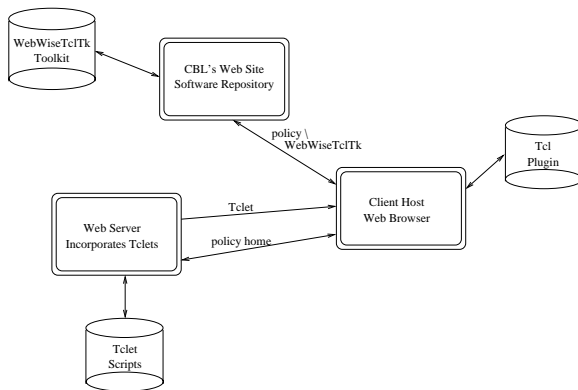 WebWiseTclTk
Toolkit
CBL's Web Site
Software Repository
policy \
WebWiseTclTk
Tcl
Plugin
Client Host
Web Browser
Tclet
Web Server
Incorporates Tclets
policy home
Tclet
Scripts